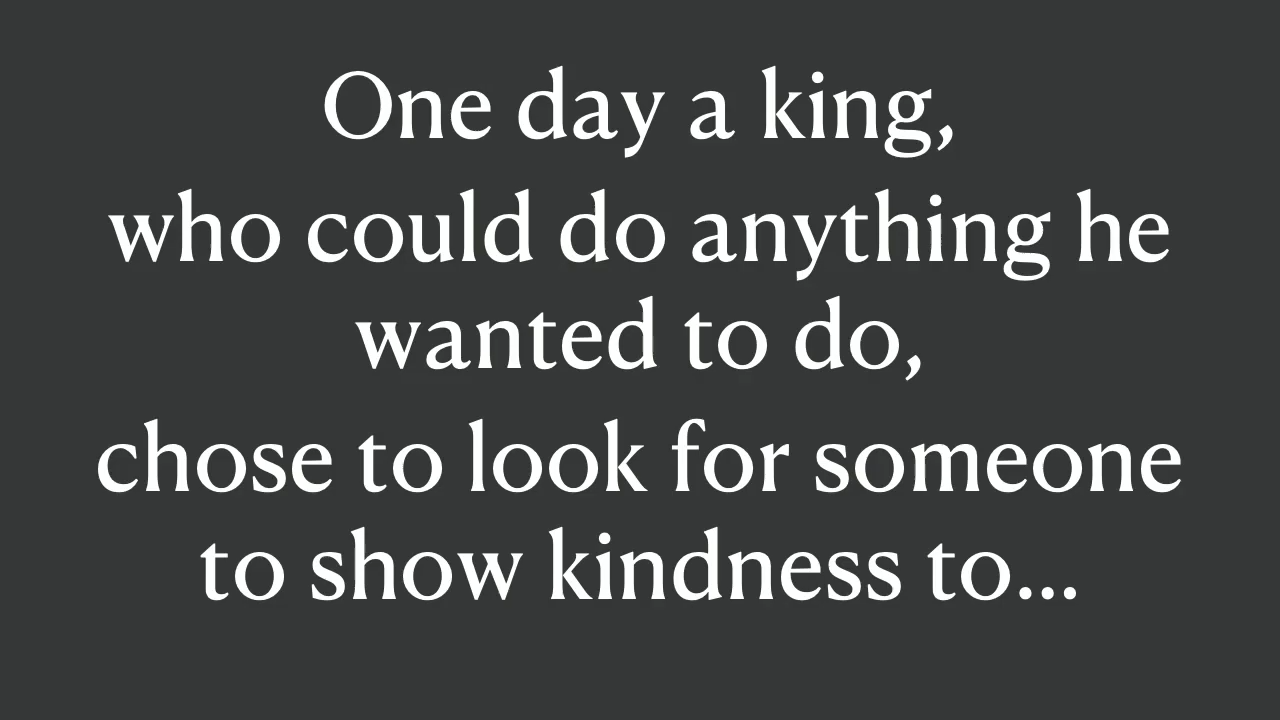 One day a king,
who could do anything he
wanted to do,
chose to look for someone
to show kindness to...